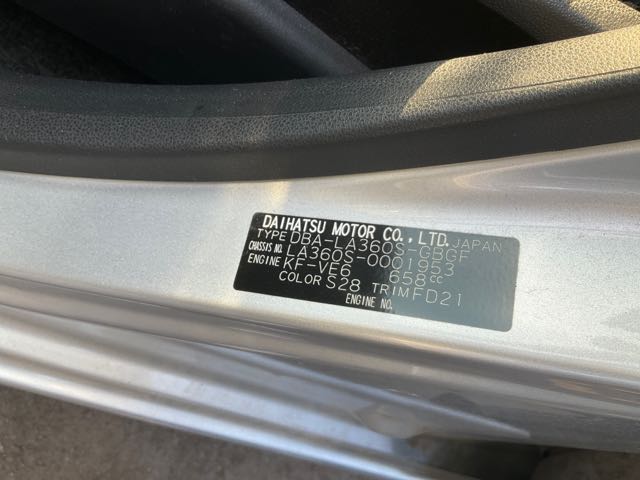 DAIHATSU MOTOR CO., LTD. JAPAN
TYPE DBA-LA360S-GBGF
CHASSIS NO. LA360S-0001953
ENGINE KF-VE6 658cc
COLOR S28 TRIM FD21
ENGINE NO.